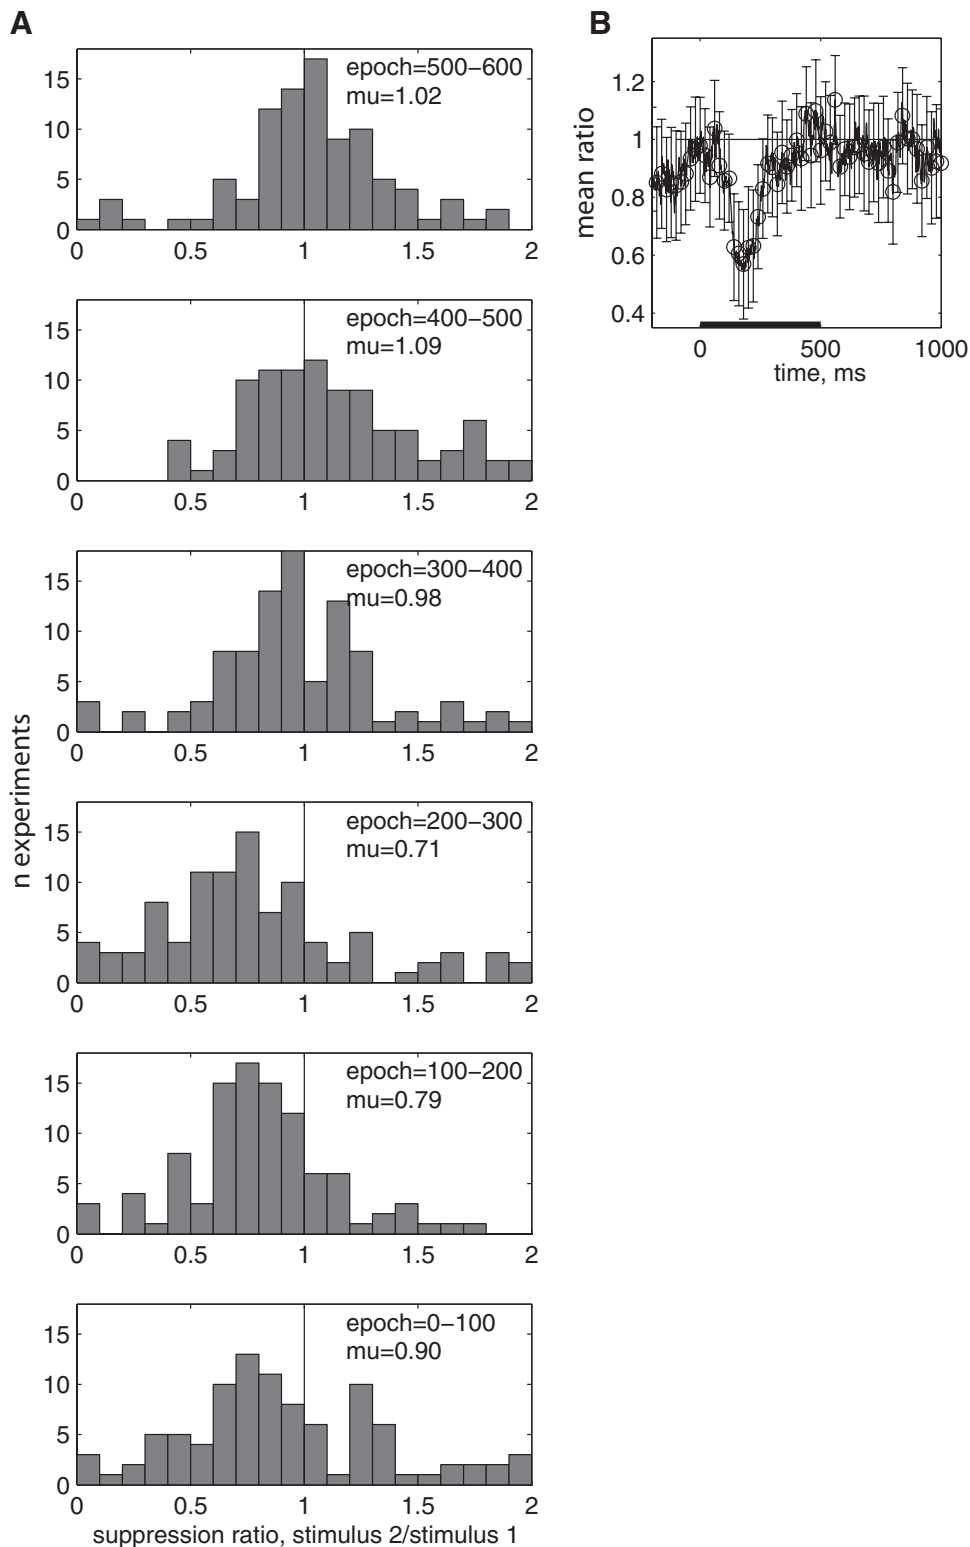 A
15
10
5
0
epoch=500−600
mu=1.02
0 0.5 1 1.5 2
15
10
5
0
epoch=400−500
mu=1.09
0 0.5 1 1.5 2
15
10
5
0
epoch=300−400
mu=0.98
0 0.5 1 1.5 2
n experiments
15
10
5
0
epoch=200−300
mu=0.71
0 0.5 1 1.5 2
15
10
5
0
epoch=100−200
mu=0.79
0 0.5 1 1.5 2
15
10
5
0
epoch=0−100
mu=0.90
0 0.5 1 1.5 2
suppression ratio, stimulus 2/stimulus 1
B
mean ratio
1.2
1
0.8
0.6
0.4
0 500 1000
time, ms